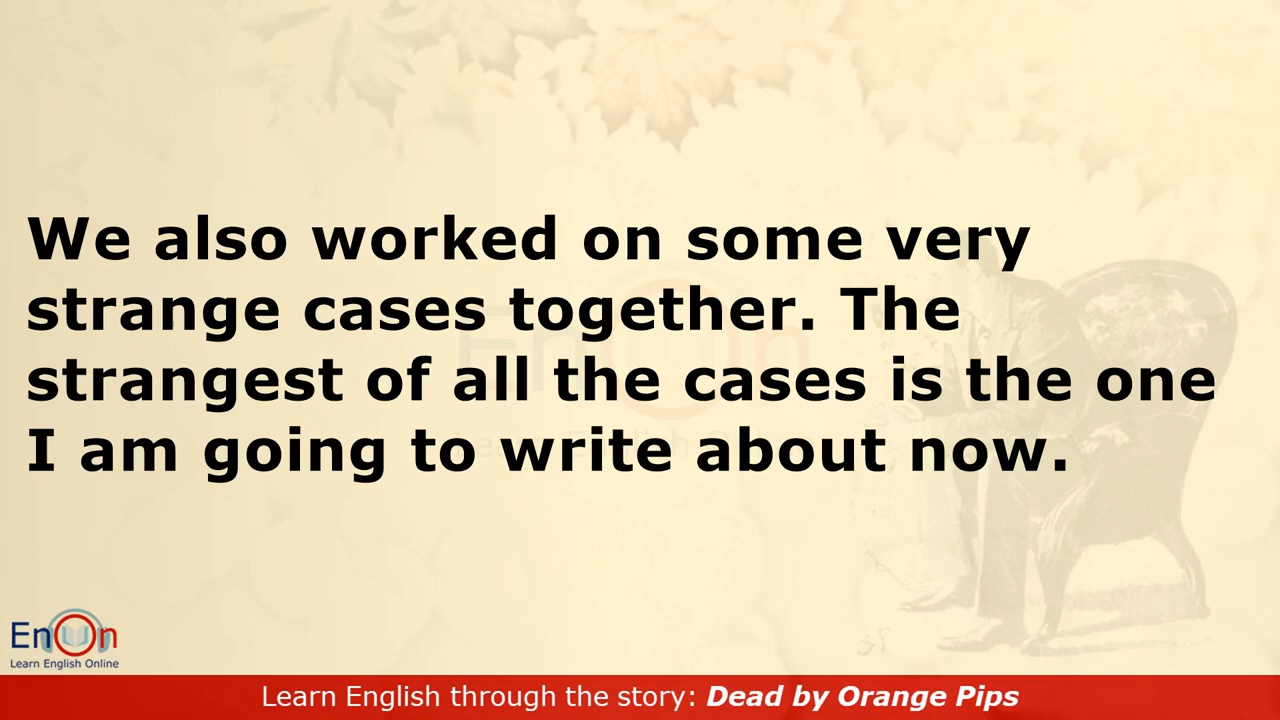 We also worked on some very
strange cases together. The
strangest of all the cases is the one
I am going to write about now.
EnOn
Learn English Online
Learn English through the story: Dead by Orange Pips